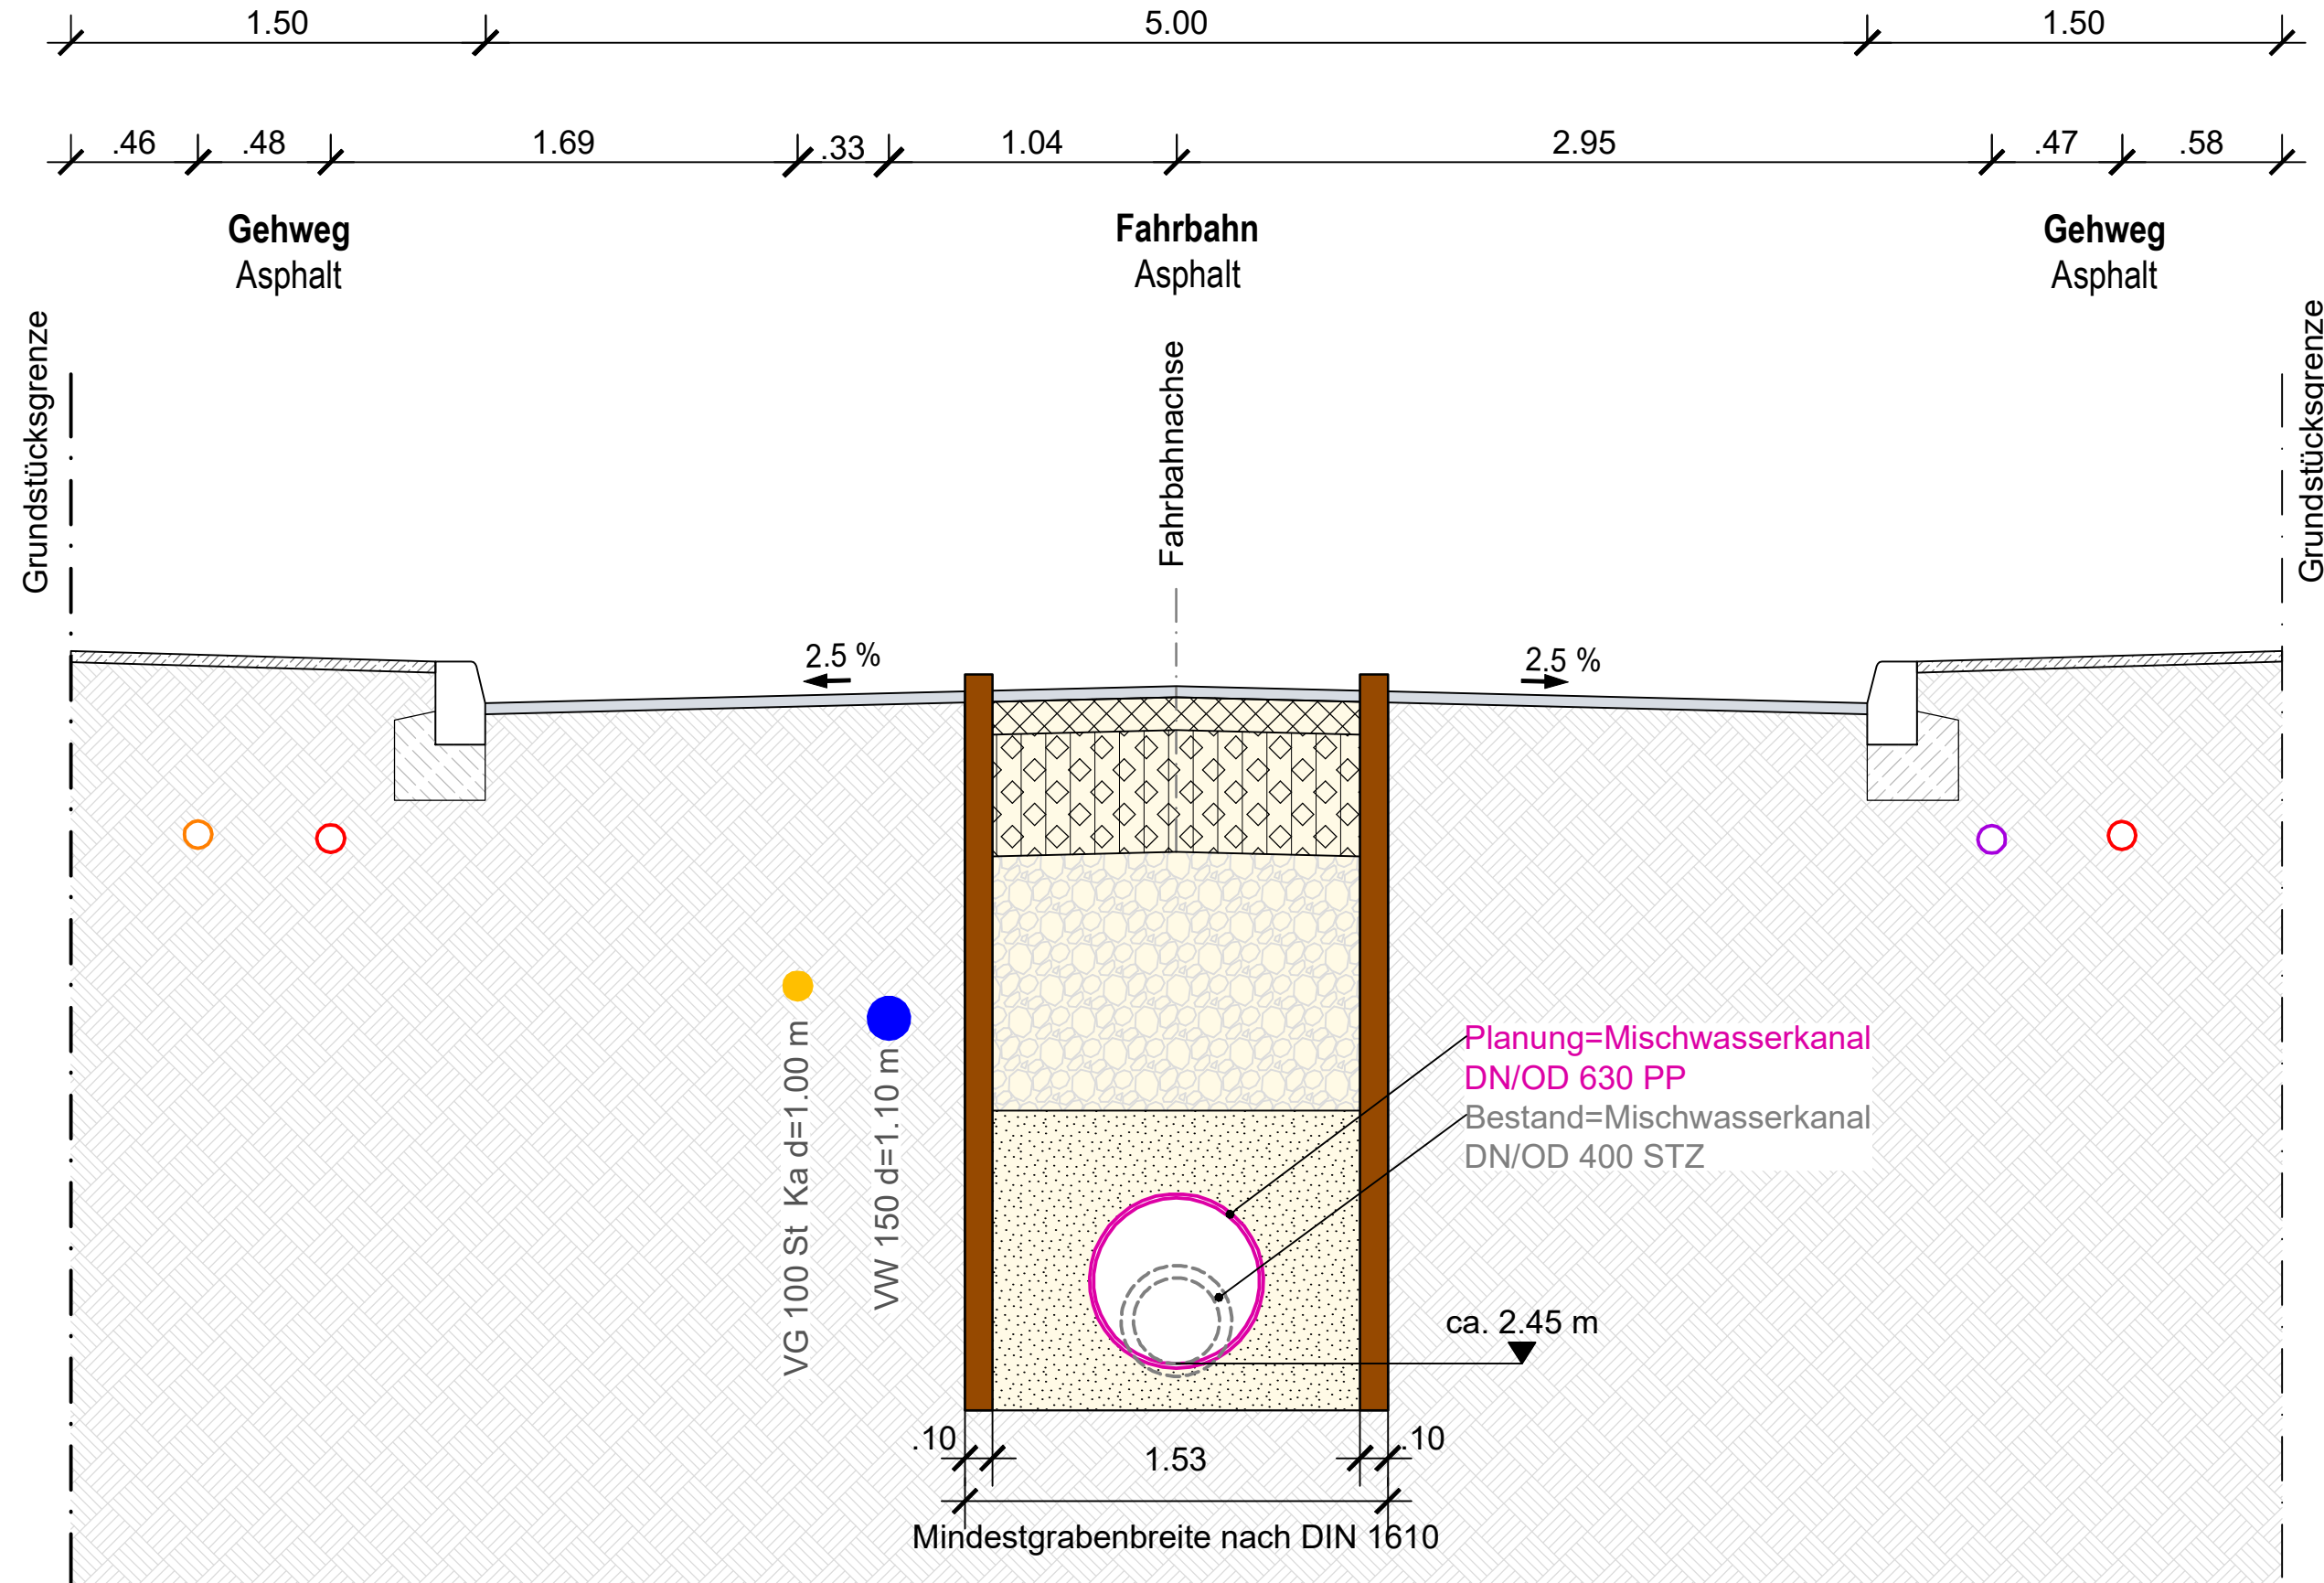 1.50 5.00 1.50
.46 .48 1.69 .33 1.04 2.95 .47 .58
Gehweg
Asphalt
Fahrbahn
Asphalt
Gehweg
Asphalt
Grundstücksgrenze
Fahrbahnachse
Grundstücksgrenze
2.5 %
2.5 %
VG 100 St Ka d=1.00 m
VW 150 d=1.10 m
Planung=Mischwasserkanal
DN/OD 630 PP
Bestand=Mischwasserkanal
DN/OD 400 STZ
ca. 2.45 m
.10 1.53 .10
Mindestgrabenbreite nach DIN 1610